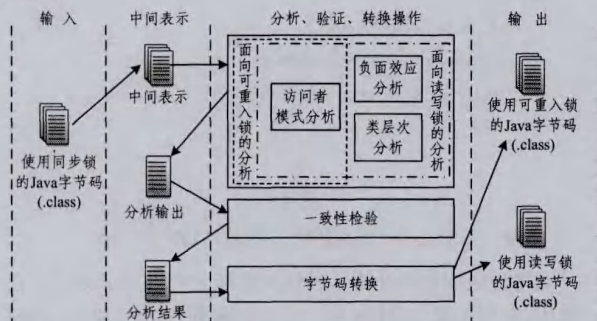 输 入
中间表示
分析、验证、转换操作
输 出
使用同步锁
的Java字节码
(.class)
中间表示
分析输出
分析结果
面向可重入锁的分析
访问者
模式分析
负面效应
分析
类层次
分析
面向读写锁的分析
一致性检验
字节码转换
使用可重入锁
的Java字节码
(.class)
使用读写锁
的Java字节码
(.class)